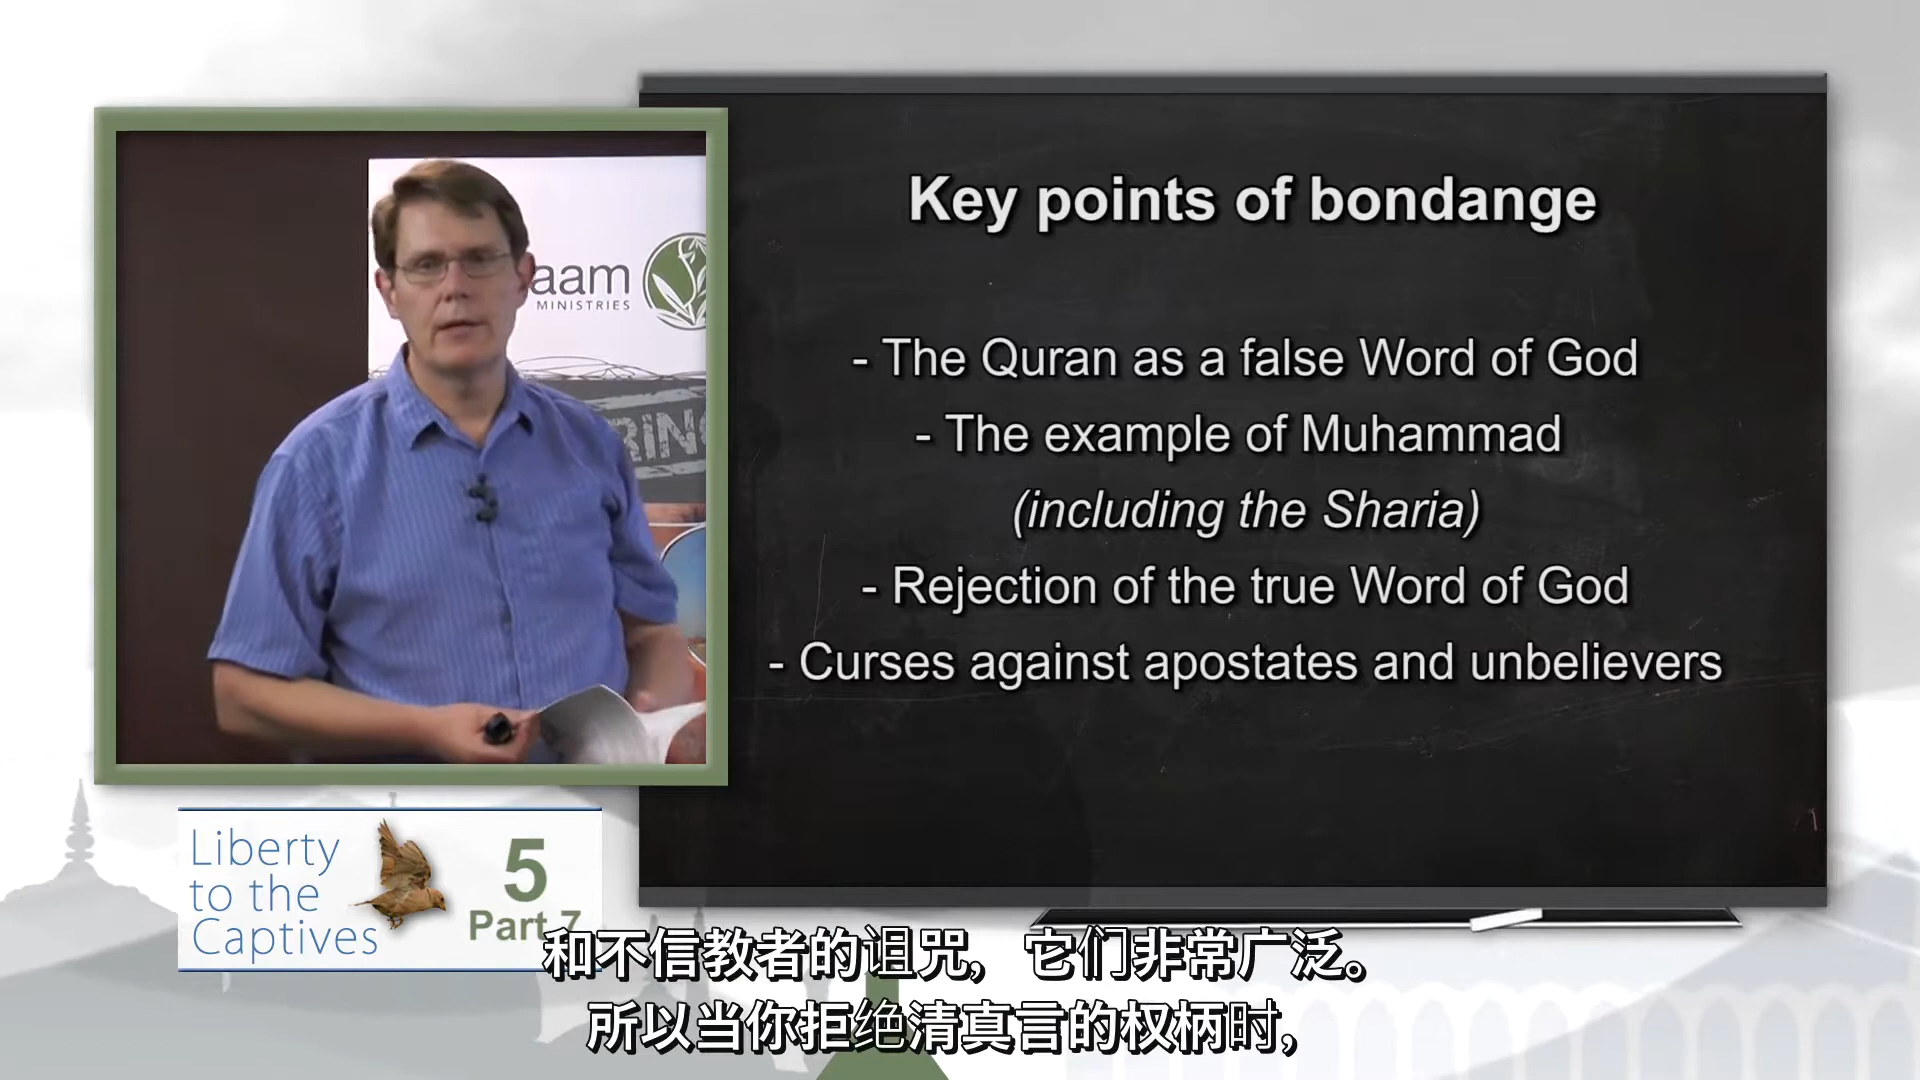 Key points of bondange
- The Quran as a false Word of God
- The example of Muhammad
(including the Sharia)
- Rejection of the true Word of God
- Curses against apostates and unbelievers
aam
MINISTRIES
RING
Liberty
to the
Captives
5
Part 7
和不信教者的诅咒，它们非常广泛。
所以当你拒绝清真言的权柄时，